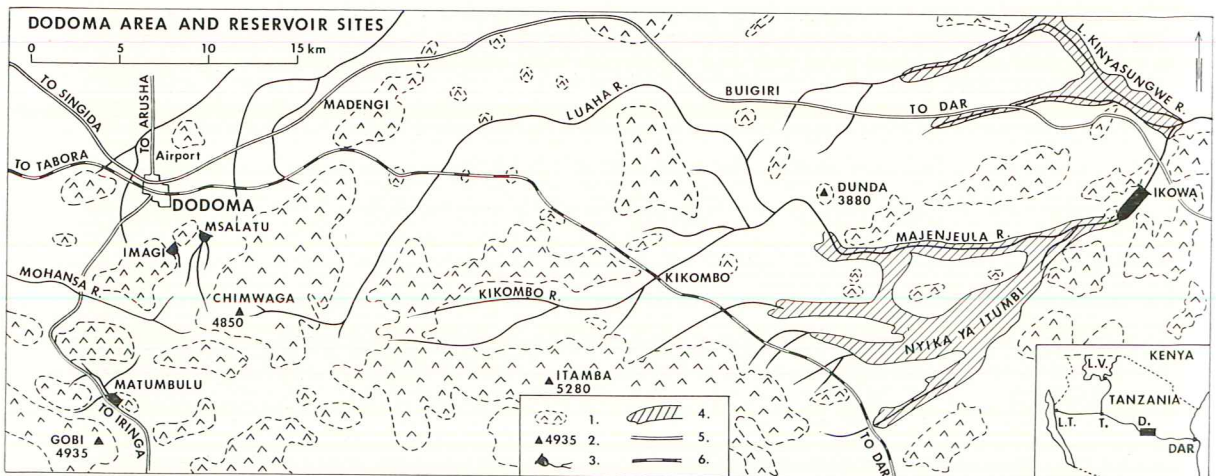 DODOMA AREA AND RESERVOIR SITES
0 5 10 15 km
TO SINGIDA
TO ARUSHA
TO TABORA
Airport
DODOMA
MADENGI
LUAHA R.
BUIGIRI
TO DAR
L. KINYASUNGWE R.
IKOWA
DUNDA
3880
MAJENJEULA R.
MSALATU
IMAGI
MOHANSA R.
CHIMWAGA
4850
KIKOMBO R.
KIKOMBO
NYIKA YA ITUMBI
ITAMBA
5280
MATUMBULU
TO IRINGA
GOBI
4935
TO DAR
1.
4935 2.
3.
4.
5.
6.
KENYA
L.V.
TANZANIA
L.T.
T.
D.
DAR